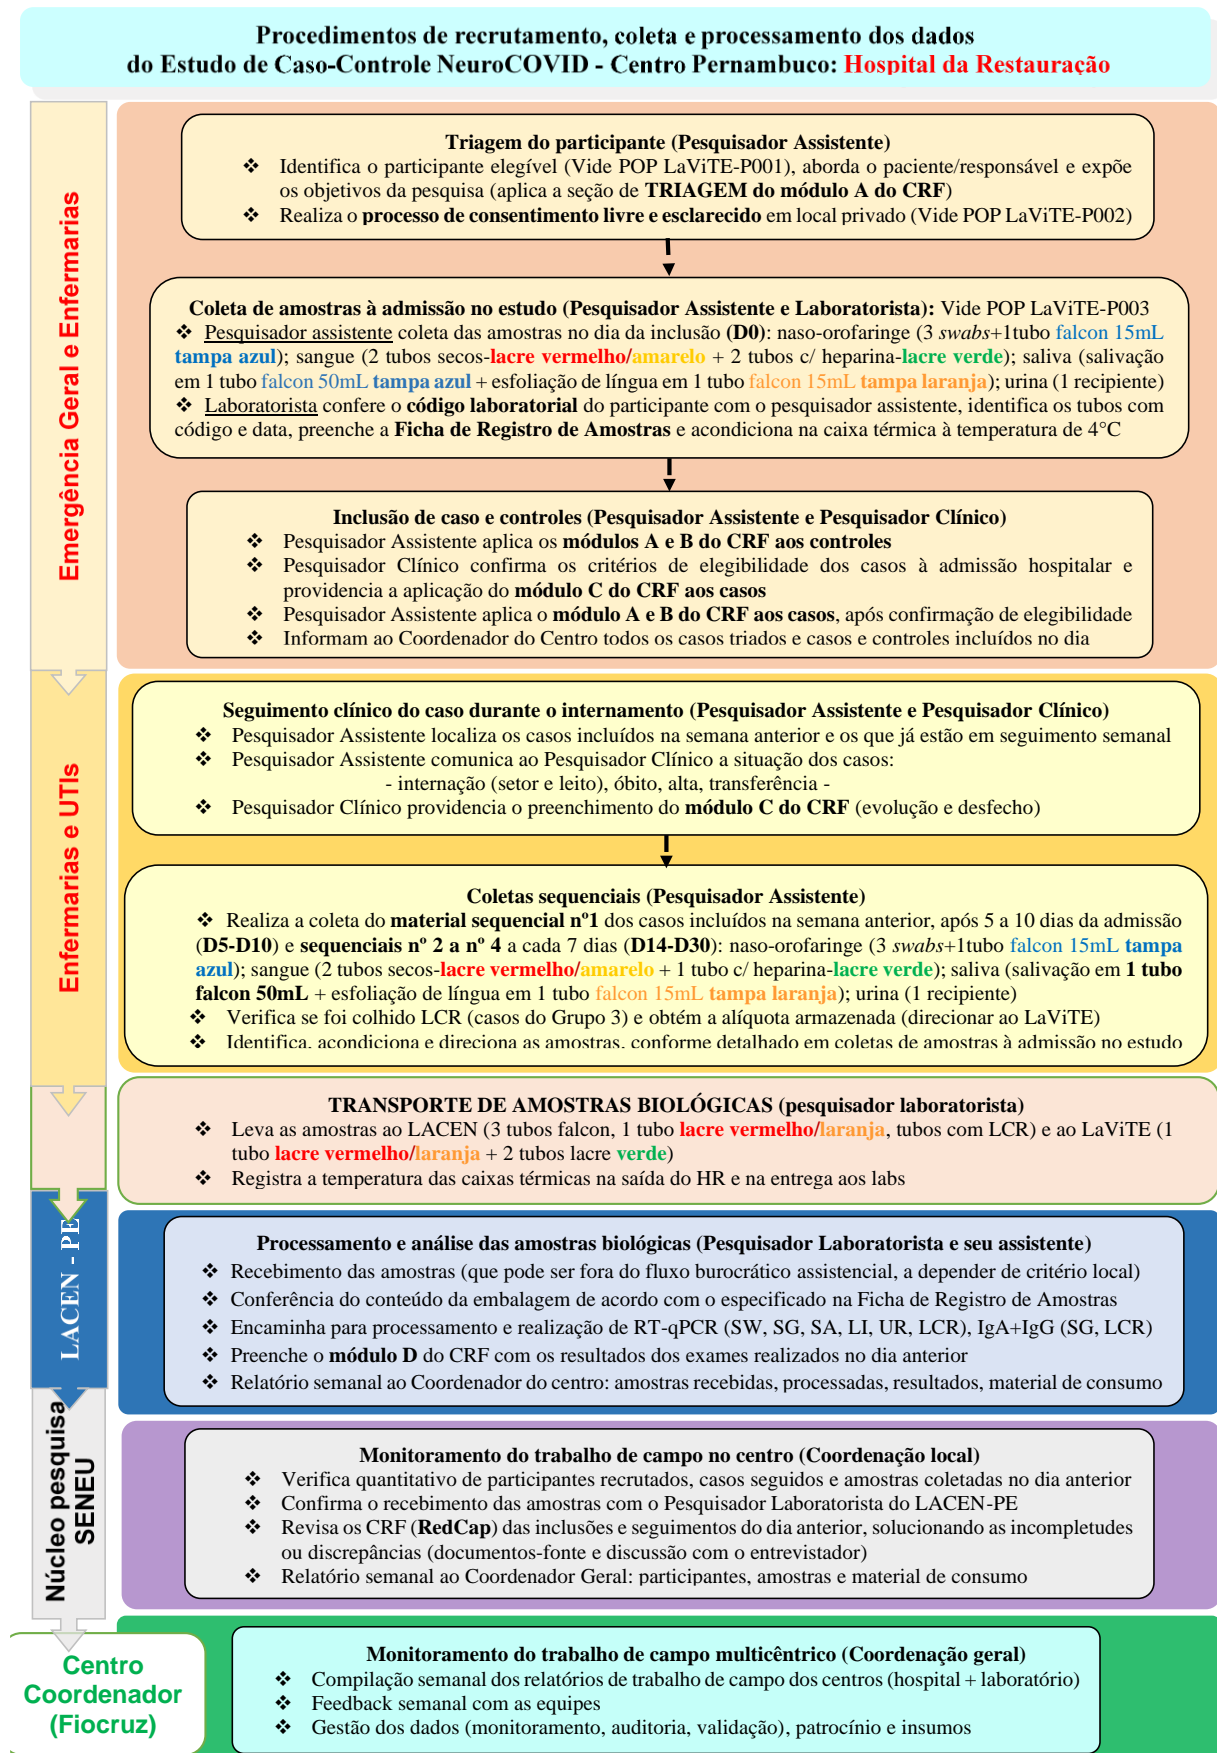 Procedimentos de recrutamento, coleta e processamento dos dados
do Estudo de Caso-Controle NeuroCOVID - Centro Pernambuco: Hospital da Restauração
Emergência Geral e Enfermarias
Triagem do participante (Pesquisador Assistente)
❖ Identifica o participante elegível (Vide POP LaViTE-P001), aborda o paciente/responsável e expõe
os objetivos da pesquisa (aplica a seção de TRIAGEM do módulo A do CRF)
❖ Realiza o processo de consentimento livre e esclarecido em local privado (Vide POP LaViTE-P002)
Coleta de amostras à admissão no estudo (Pesquisador Assistente e Laboratorista): Vide POP LaViTE-P003
❖ Pesquisador assistente coleta das amostras no dia da inclusão (D0): naso-orofaringe (3 swabs+1tubo falcon 15mL
tampa azul); sangue (2 tubos secos-lacre vermelho/amarelo + 2 tubos c/ heparina-lacre verde); saliva (salivação
em 1 tubo falcon 50mL tampa azul + esfoliação de língua em 1 tubo falcon 15mL tampa laranja); urina (1 recipiente)
❖ Laboratorista confere o código laboratorial do participante com o pesquisador assistente, identifica os tubos com
código e data, preenche a Ficha de Registro de Amostras e acondiciona na caixa térmica à temperatura de 4°C
Inclusão de caso e controles (Pesquisador Assistente e Pesquisador Clínico)
❖ Pesquisador Assistente aplica os módulos A e B do CRF aos controles
❖ Pesquisador Clínico confirma os critérios de elegibilidade dos casos à admissão hospitalar e
providencia a aplicação do módulo C do CRF aos casos
❖ Pesquisador Assistente aplica o módulo A e B do CRF aos casos, após confirmação de elegibilidade
❖ Informam ao Coordenador do Centro todos os casos triados e casos e controles incluídos no dia
Enfermarias e UTIs
Seguimento clínico do caso durante o internamento (Pesquisador Assistente e Pesquisador Clínico)
❖ Pesquisador Assistente localiza os casos incluídos na semana anterior e os que já estão em seguimento semanal
❖ Pesquisador Assistente comunica ao Pesquisador Clínico a situação dos casos:
- internação (setor e leito), óbito, alta, transferência -
❖ Pesquisador Clínico providencia o preenchimento do módulo C do CRF (evolução e desfecho)
Coletas sequenciais (Pesquisador Assistente)
❖ Realiza a coleta do material sequencial nº1 dos casos incluídos na semana anterior, após 5 a 10 dias da admissão
(D5-D10) e sequenciais nº 2 a nº 4 a cada 7 dias (D14-D30): naso-orofaringe (3 swabs+1tubo falcon 15mL tampa
azul); sangue (2 tubos secos-lacre vermelho/amarelo + 1 tubo c/ heparina-lacre verde); saliva (salivação em 1 tubo
falcon 50mL + esfoliação de língua em 1 tubo falcon 15mL tampa laranja); urina (1 recipiente)
❖ Verifica se foi colhido LCR (casos do Grupo 3) e obtém a alíquota armazenada (direcionar ao LaViTE)
❖ Identifica, acondiciona e direciona as amostras, conforme detalhado em coletas de amostras à admissão no estudo
TRANSPORTE DE AMOSTRAS BIOLÓGICAS (pesquisador laboratorista)
❖ Leva as amostras ao LACEN (3 tubos falcon, 1 tubo lacre vermelho/laranja, tubos com LCR) e ao LaViTE (1
tubo lacre vermelho/laranja + 2 tubos lacre verde)
❖ Registra a temperatura das caixas térmicas na saída do HR e na entrega aos labs
LACEN - PE
Processamento e análise das amostras biológicas (Pesquisador Laboratorista e seu assistente)
❖ Recebimento das amostras (que pode ser fora do fluxo burocrático assistencial, a depender de critério local)
❖ Conferência do conteúdo da embalagem de acordo com o especificado na Ficha de Registro de Amostras
❖ Encaminha para processamento e realização de RT-qPCR (SW, SG, SA, LI, UR, LCR), IgA+IgG (SG, LCR)
❖ Preenche o módulo D do CRF com os resultados dos exames realizados no dia anterior
❖ Relatório semanal ao Coordenador do centro: amostras recebidas, processadas, resultados, material de consumo
Núcleo pesquisa
SENEU
Monitoramento do trabalho de campo no centro (Coordenação local)
❖ Verifica quantitativo de participantes recrutados, casos seguidos e amostras coletadas no dia anterior
❖ Confirma o recebimento das amostras com o Pesquisador Laboratorista do LACEN-PE
❖ Revisa os CRF (RedCap) das inclusões e seguimentos do dia anterior, solucionando as incompletudes
ou discrepâncias (documentos-fonte e discussão com o entrevistador)
❖ Relatório semanal ao Coordenador Geral: participantes, amostras e material de consumo
Centro
Coordenador
(Fiocruz)
Monitoramento do trabalho de campo multicêntrico (Coordenação geral)
❖ Compilação semanal dos relatórios de trabalho de campo dos centros (hospital + laboratório)
❖ Feedback semanal com as equipes
❖ Gestão dos dados (monitoramento, auditoria, validação), patrocínio e insumos